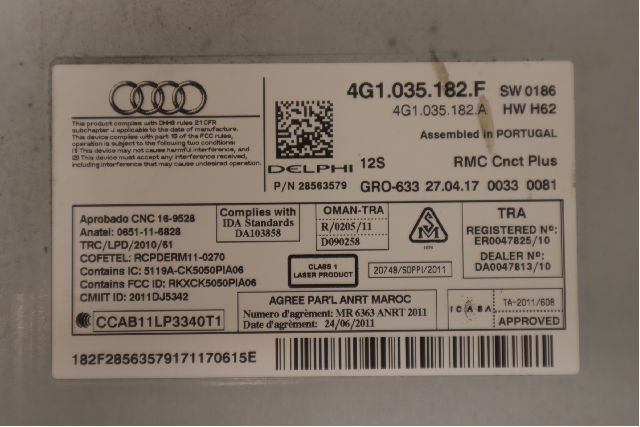 4G1.035.182.F SW 0186
4G1.035.182.A HW H62
Assembled in PORTUGAL
This product complies with DHHS rules 21 CFR
subchapter J applicable to the date of manufacture.
This device complies with part 15 of the FCC rules,
operation is subject to the following two conditions:
(1) This device may not cause harmful interference, and
(2) This device must accept any interference received,
including interference that may cause undesired operation.
DELPHI 12S RMC Cnct Plus
P/N 28563579 GRO-633 27.04.17 0033 0081
Aprobado CNC 16-9528
Anatel: 0651-11-6828
TRC/LPD/2010/61
COFETEL: RCPDERM11-0270
Contains IC: 5119A-CK5050PIA06
Contains FCC ID: RKXCK5050PIA06
CMIIT ID: 2011DJ5342
CCAB11LP3340T1
Complies with
IDA Standards
DA103858
OMAN-TRA
R/0205/11
D090258
CLASS 1
LASER PRODUCT
20748/SDPPI/2011
TRA
REGISTERED No:
ER0047825/10
DEALER No:
DA0047813/10
AGREE PAR'L ANRT MAROC
Numero d'agrément: MR 6363 ANRT 2011
Date d'agrément: 24/06/2011
ICASA
TA-2011/608
APPROVED
182F28563579171170615E